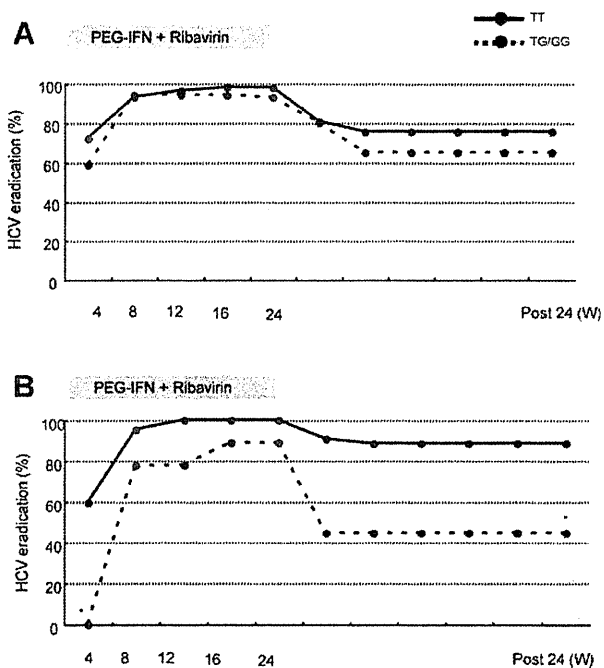 TT
TG/GG
A
PEG-IFN + Ribavirin
HCV eradication (%)
100
80
60
40
20
0
4 8 12 16 24 Post 24 (W)
B
PEG-IFN + Ribavirin
HCV eradication (%)
100
80
60
40
20
0
4 8 12 16 24 Post 24 (W)